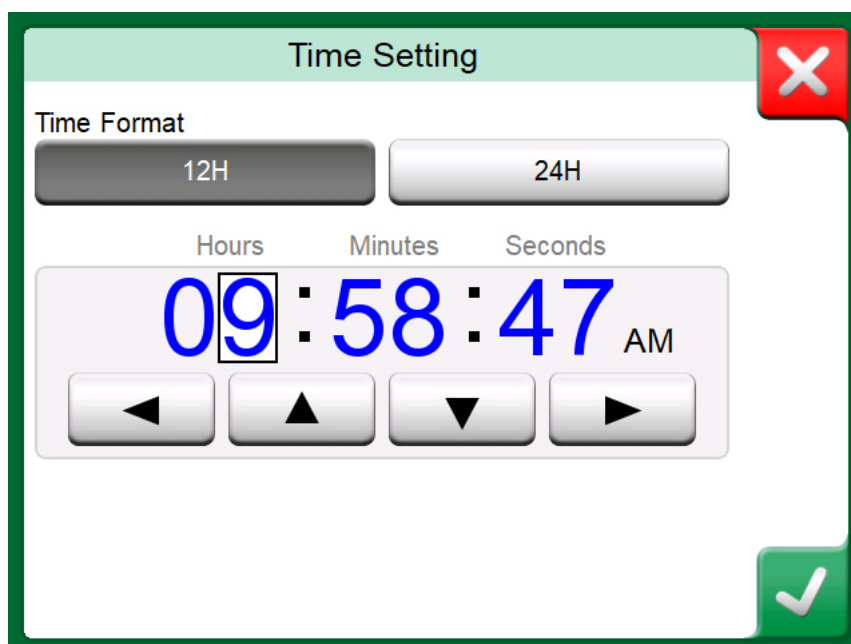 Time Setting
Time Format
12H 24H
Hours Minutes Seconds
09:58:47 AM